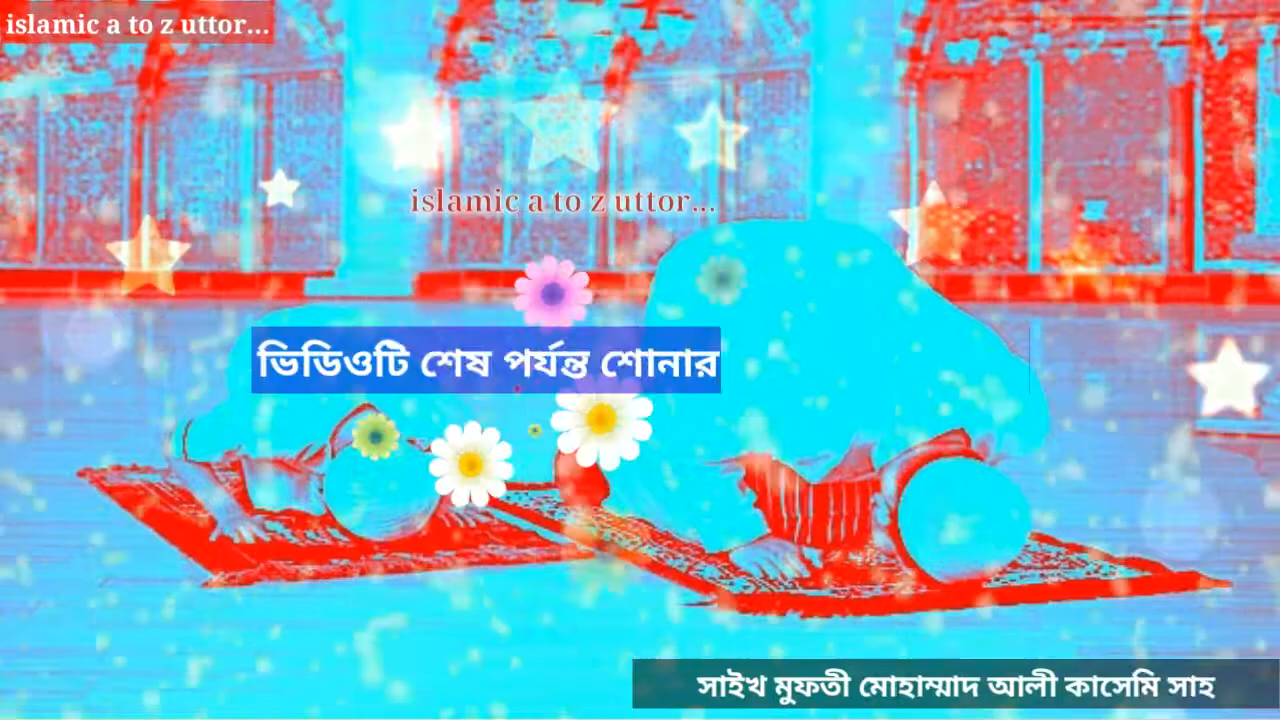 islamic a to z uttor...
islamic a to z uttor...
ভিডিওটি শেষ পর্যন্ত শোনার
সাইখ মুফতী মোহাম্মাদ আলী কাসেমি সাহ